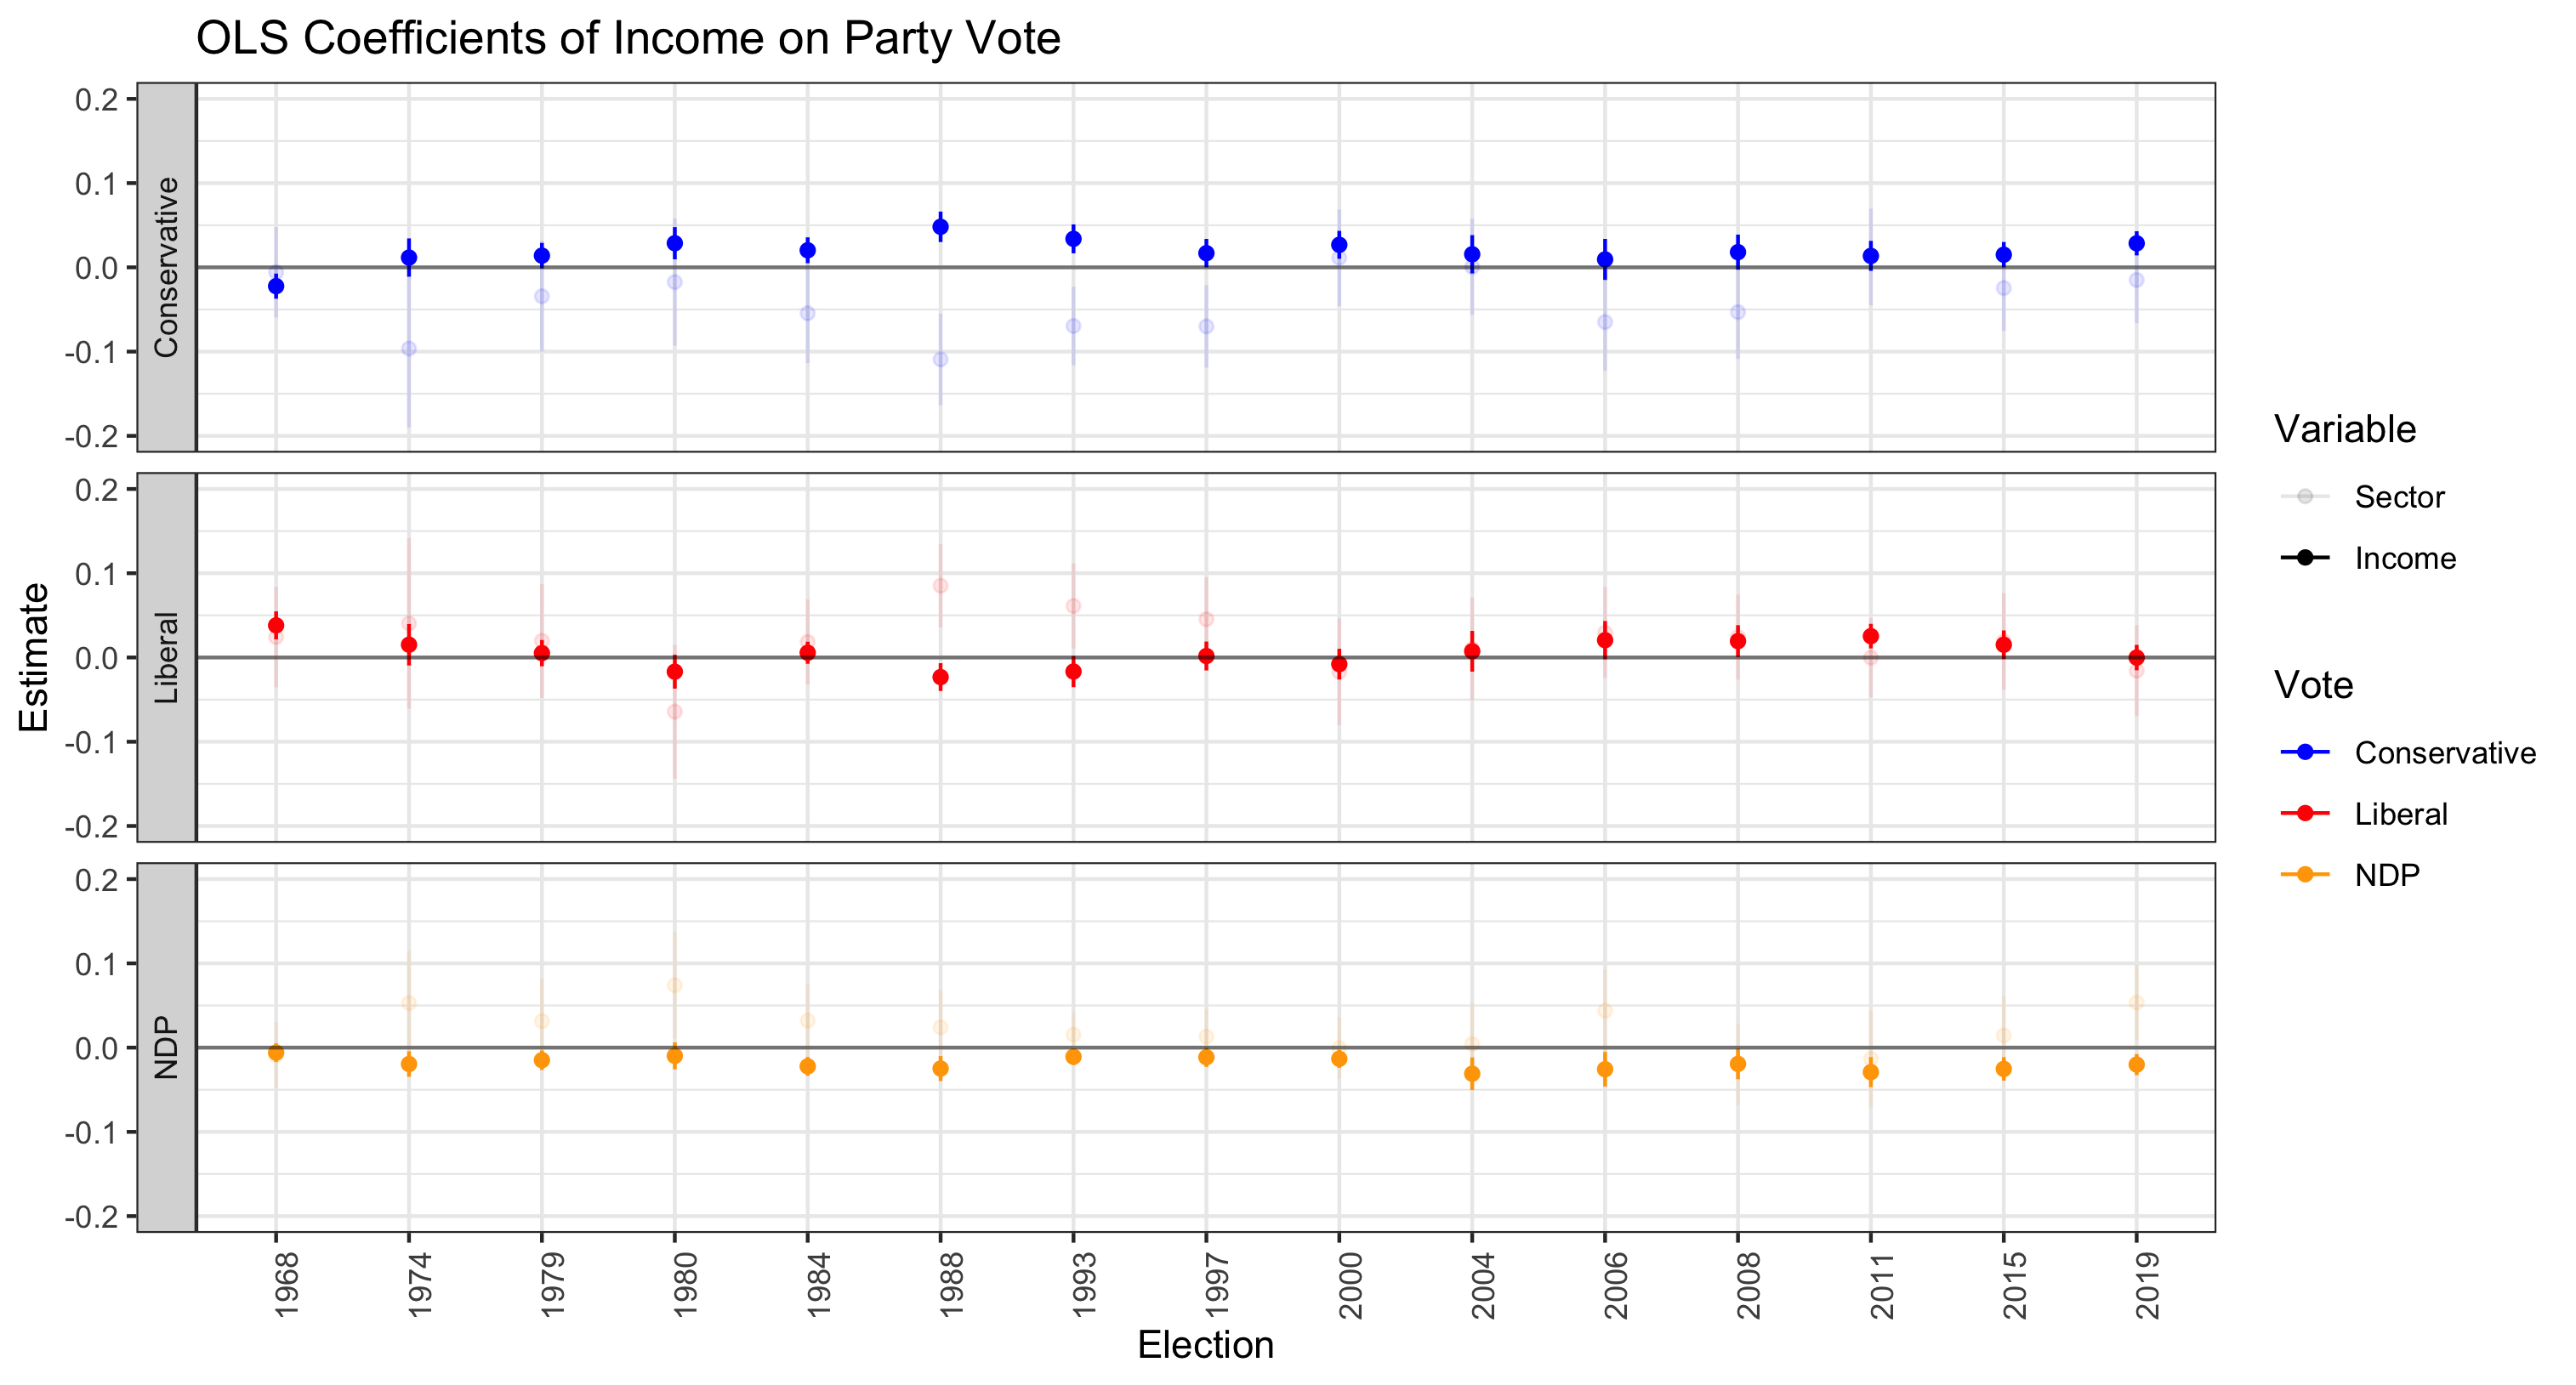 OLS Coefficients of Income on Party Vote
Estimate
Conservative
0.2
0.1
0.0
-0.1
-0.2
Liberal
0.2
0.1
0.0
-0.1
-0.2
NDP
0.2
0.1
0.0
-0.1
-0.2
1968
1974
1979
1980
1984
1988
1993
1997
2000
2004
2006
2008
2011
2015
2019
Election
Variable
Sector
Income
Vote
Conservative
Liberal
NDP